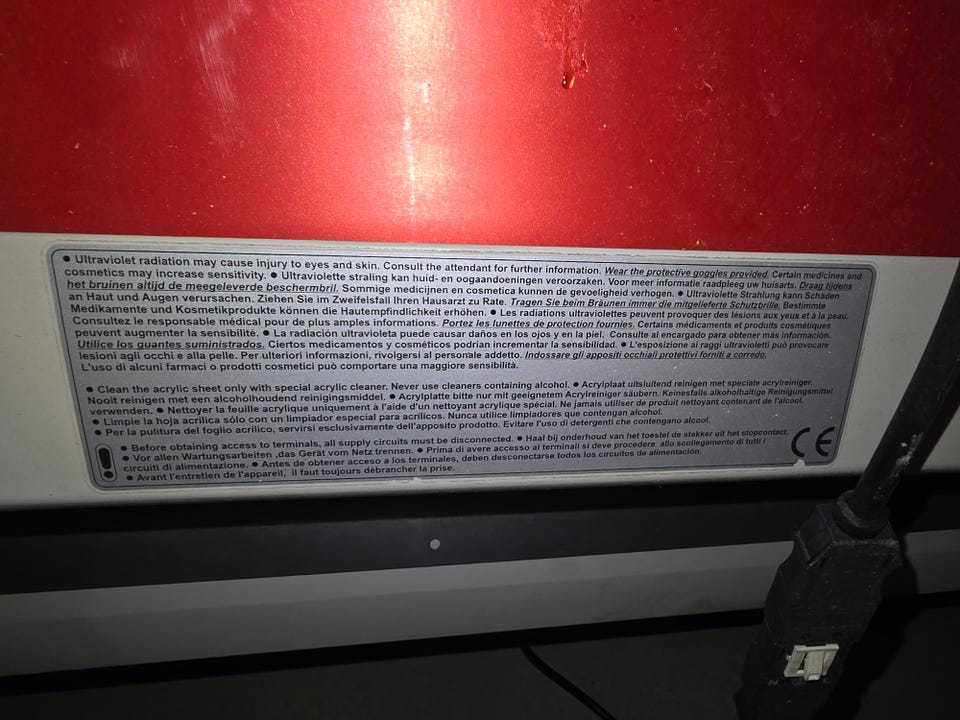 ● Ultraviolet radiation may cause injury to eyes and skin. Consult the attendant for further information. Wear the protective goggles provided. Certain medicines and
cosmetics may increase sensitivity. ● Ultraviolette straling kan huid- en oogaandoeningen veroorzaken. Voor meer informatie raadpleeg uw huisarts. Draag tijdens
het bruinen altijd de meegeleverde beschermbril. Sommige medicijnen en cosmetica kunnen de gevoeligheid verhogen. ● Ultraviolette Strahlung kann Schäden
an Haut und Augen verursachen. Ziehen Sie im Zweifelsfall Ihren Hausarzt zu Rate. Tragen Sie beim Bräunen immer die mitgelieferte Schutzbrille. Bestimmte
Medikamente und Kosmetikprodukte können die Hautempfindlichkeit erhöhen. ● Les radiations ultraviolettes peuvent provoquer des lésions aux yeux et à la peau.
Consultez le responsable médical pour de plus amples informations. Portez les lunettes de protection fournies. Certains médicaments et produits cosmétiques
peuvent augmenter la sensibilité. ● La radiación ultravioleta puede causar daños en los ojos y en la piel. Consulte al encargado para obtener más información.
Utilice los guantes suministrados. Ciertos medicamentos y cosméticos podrian incrementar la sensibilidad. ● L'esposizione ai raggi ultravioletti può provocare
lesioni agli occhi e alla pelle. Per ulteriori informazioni, rivolgersi al personale addetto. Indossare gli appositi occhiali protettivi forniti a corredo.
L'uso di alcuni farmaci o prodotti cosmetici può comportare una maggiore sensibilità.
● Clean the acrylic sheet only with special acrylic cleaner. Never use cleaners containing alcohol. ● Acrylplaat uitsluitend reinigen met speciale acrylreiniger.
Nooit reinigen met een alcoholhoudend reinigingsmiddel. ● Acrylplatte bitte nur mit geeignetem Acrylreiniger säubern. Keinesfalls alkoholhaltige Reinigungsmittel
verwenden. ● Nettoyer la feuille acrylique uniquement à l'aide d'un nettoyant acrylique spécial. Ne jamais utiliser de produit nettoyant contenant de l'alcool.
● Limpie la hoja acrílica sólo con un limpiador especial para acrílicos. Nunca utilice limpiadores que contengan alcohol.
● Per la pulitura del foglio acrilico, servirsi esclusivamente dell'apposito prodotto. Evitare l'uso di detergenti che contengano alcool.
● Before obtaining access to terminals, all supply circuits must be disconnected. ● Haal bij onderhoud van het toestel de stekker uit het stopcontact.
● Vor allen Wartungsarbeiten ,das Gerät vom Netz trennen. ● Prima di avere accesso ai terminali si deve procedere allo scollegamento di tutti i
circuiti di alimentazione. ● Antes de obtener acceso a los terminales, deben desconectarse todos los circuitos de alimentación.
● Avant l'entretien de l'appareil, il faut toujours débrancher la prise.
CE